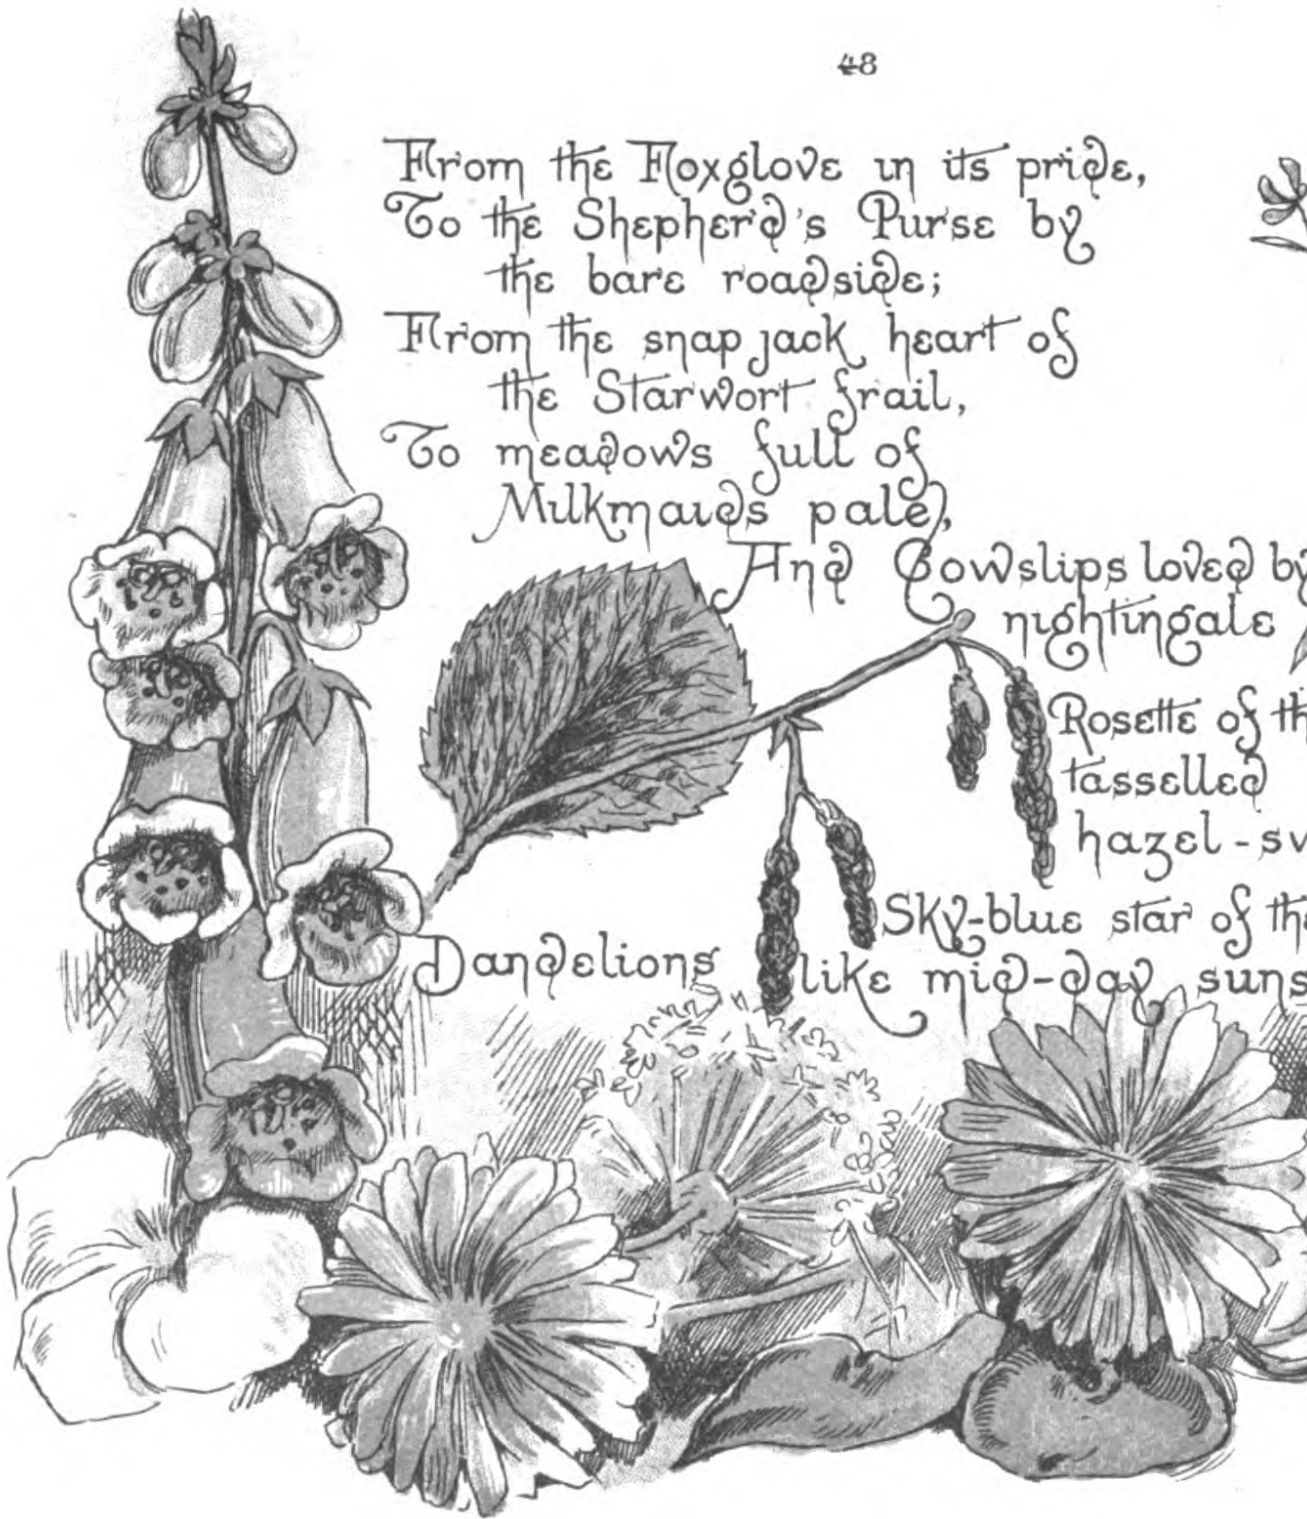 48
From the Foxglove in its pride,
To the Shepherd's Purse by
the bare roadside;
From the snap jack heart of
the Starwort frail,
To meadows full of
Milkmaids pale,
And Cowslips loved by
nightingale
Rosette of
tasselled
hazel-
Sky-blue star of
Dandelions like mid-day suns